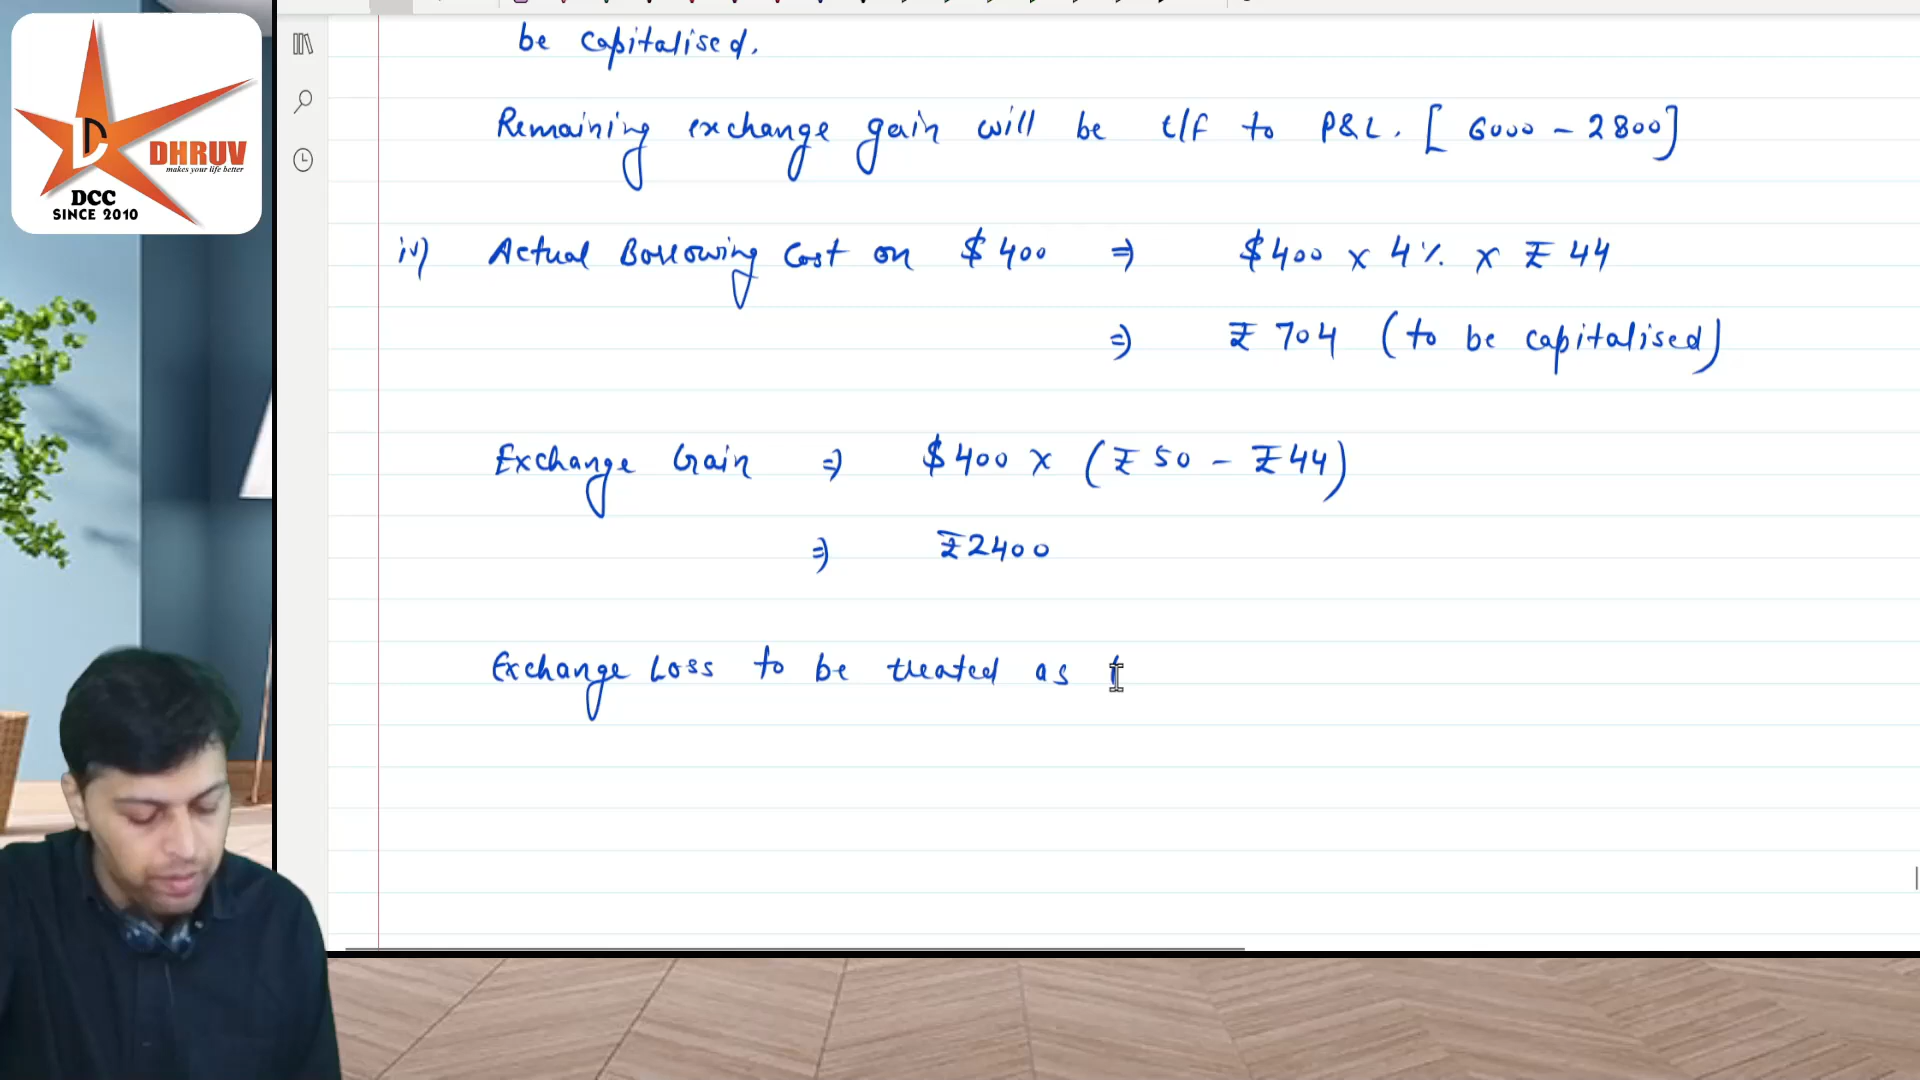 DC
DHRUV
makes your life better
DCC
SINCE 2010
be capitalised.
Remaining exchange gain will be t/f to P&L. [6000 - 2800]
iv) Actual Borrowing Cost on $400 ⇒ $400 x 4% x ₹44
⇒ ₹704 (to be capitalised)
Exchange Gain ⇒ $400 x (₹50 - ₹44)
⇒ ₹2400
Exchange Loss to be treated as